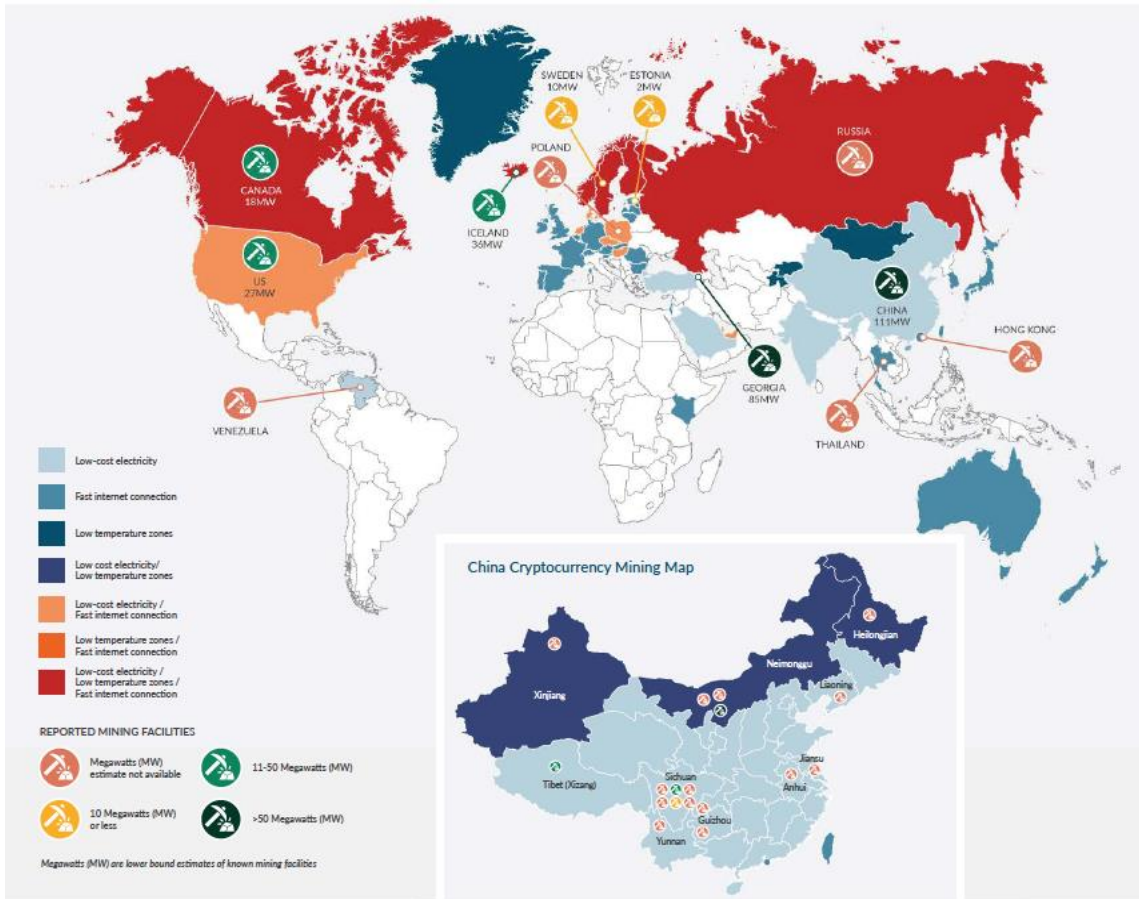 SWEDEN
10MW
ESTONIA
2MW
POLAND
RUSSIA
CANADA
18MW
ICELAND
36MW
US
27MW
CHINA
111MW
HONG KONG
GEORGIA
85MW
VENEZUELA
THAILAND
Low-cost electricity
Fast internet connection
Low temperature zones
Low cost electricity/
Low temperature zones
Low-cost electricity /
Fast internet connection
Low temperature zones /
Fast internet connection
Low-cost electricity /
Low temperature zones /
Fast internet connection
REPORTED MINING FACILITIES
Megawatts (MW)
estimate not available
11-50 Megawatts (MW)
10 Megawatts (MW)
or less
>50 Megawatts (MW)
Megawatts (MW) are lower bound estimates of known mining facilities
China Cryptocurrency Mining Map
Heilongjian
Neimonggu
Xinjiang
Liaoning
Jiansu
Anhui
Tibet (Xizang)
Sichuan
Guizhou
Yunnan